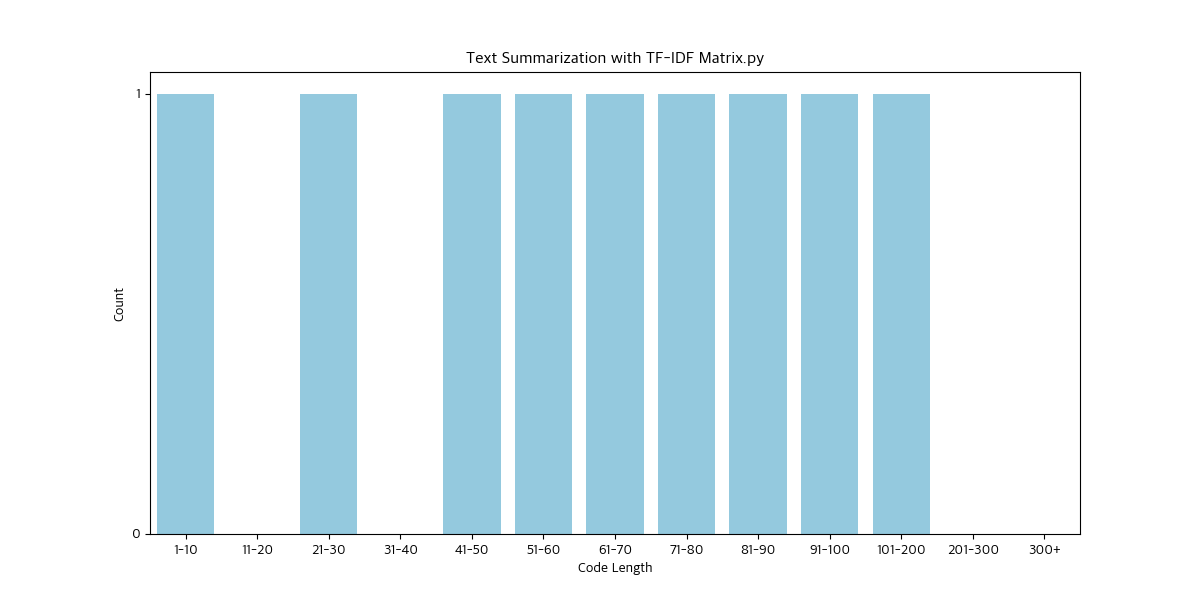 Text Summarization with TF-IDF Matrix.py
1
Count
0
1-10 11-20 21-30 31-40 41-50 51-60 61-70 71-80 81-90 91-100 101-200 201-300 300+
Code Length